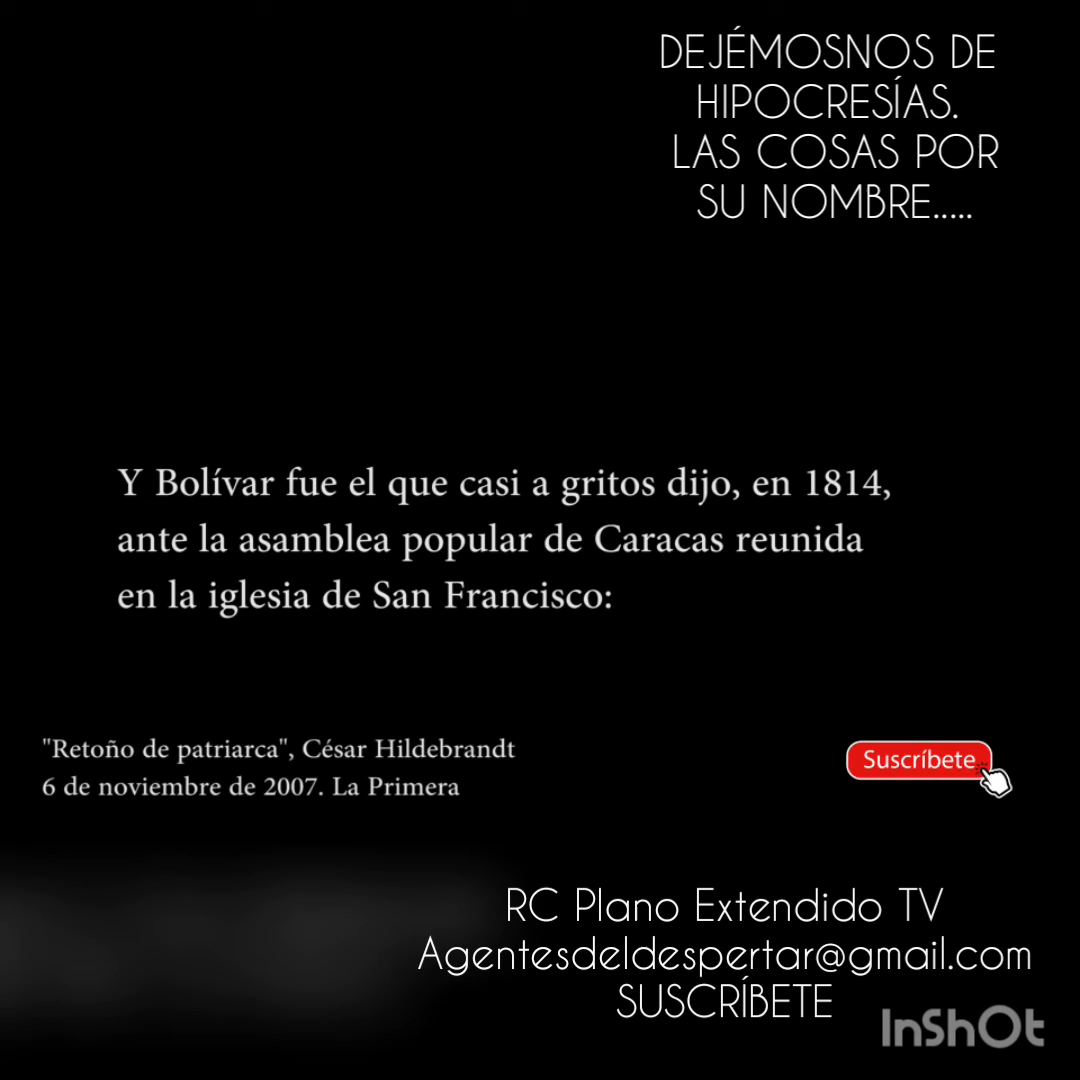 DEJÉMOSNOS DE
HIPOCRESÍAS.
LAS COSAS POR
SU NOMBRE.....
Y Bolívar fue el que casi a gritos dijo, en 1814,
ante la asamblea popular de Caracas reunida
en la iglesia de San Francisco:
"Retoño de patriarca", César Hildebrandt
6 de noviembre de 2007. La Primera
Suscríbete
RC Plano Extendido TV
Agentesdeldespertar@gmail.com
SUSCRÍBETE
InShOt